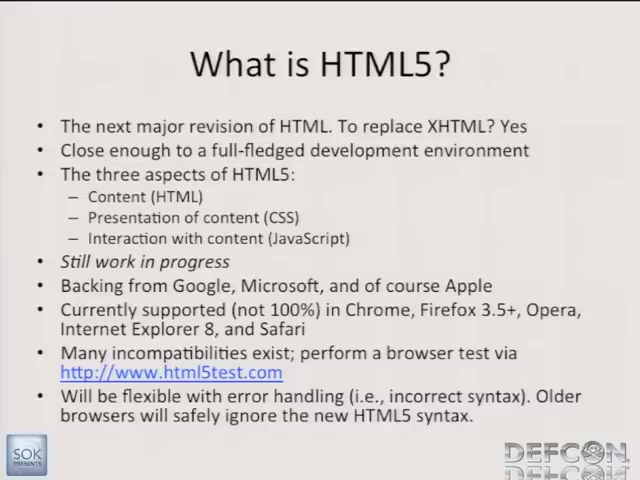 What is HTML5?
• The next major revision of HTML. To replace XHTML? Yes
• Close enough to a full-fledged development environment
• The three aspects of HTML5:
– Content (HTML)
– Presentation of content (CSS)
– Interaction with content (JavaScript)
• Still work in progress
• Backing from Google, Microsoft, and of course Apple
• Currently supported (not 100%) in Chrome, Firefox 3.5+, Opera,
Internet Explorer 8, and Safari
• Many incompatibilities exist; perform a browser test via
http://www.html5test.com
• Will be flexible with error handling (i.e., incorrect syntax). Older
browsers will safely ignore the new HTML5 syntax.
SOK
PRESENTS
DEFCON